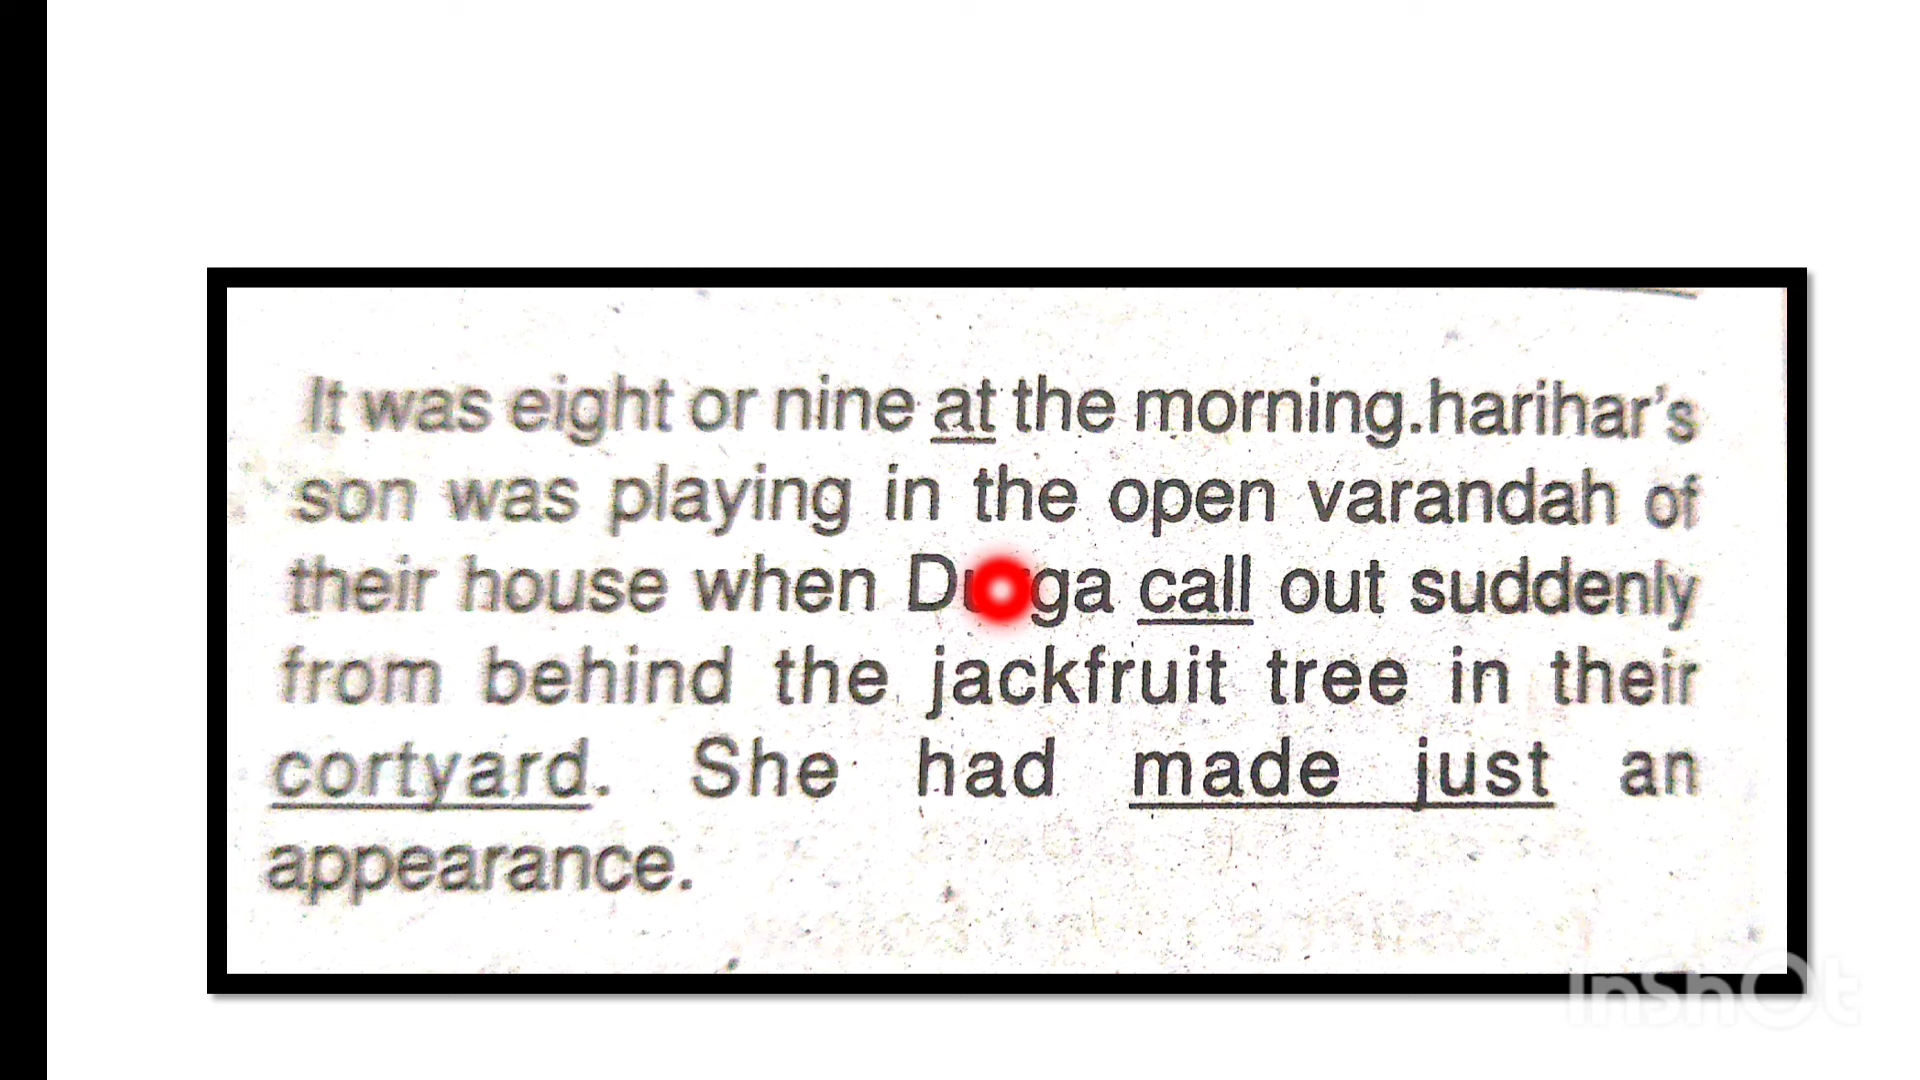 It was eight or nine at the morning.harihar's
son was playing in the open varandah of
their house when Durga call out suddenly
from behind the jackfruit tree in their
cortyard. She had made just an
appearance.
InShOt